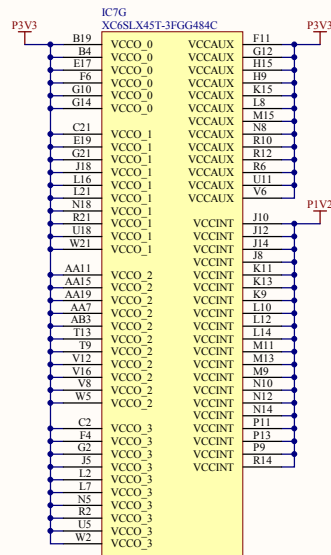 IC7G
P3V3 XC6SLX45T-3FGG484C P3V3
B19 VCCO_0 VCCAUX F11
B4 VCCO_0 VCCAUX G12
E17 VCCO_0 VCCAUX H15
F6 VCCO_0 VCCAUX H9
G10 VCCO_0 VCCAUX K15
G14 VCCO_0 VCCAUX L8
VCCAUX M15
C21 VCCO_1 VCCAUX N8
E19 VCCO_1 VCCAUX R10
G21 VCCO_1 VCCAUX R12
J18 VCCO_1 VCCAUX R6
L16 VCCO_1 VCCAUX U11
L21 VCCO_1 VCCAUX V6
N18 VCCO_1 P1V2
R21 VCCO_1 VCCINT J10
U18 VCCO_1 VCCINT J12
W21 VCCO_1 VCCINT J14
VCCINT J8
AA11 VCCO_2 VCCINT K11
AA15 VCCO_2 VCCINT K13
AA19 VCCO_2 VCCINT K9
AA7 VCCO_2 VCCINT L10
AB3 VCCO_2 VCCINT L12
T13 VCCO_2 VCCINT L14
T9 VCCO_2 VCCINT M11
V12 VCCO_2 VCCINT M13
V16 VCCO_2 VCCINT M9
V8 VCCO_2 VCCINT N10
W5 VCCO_2 VCCINT N12
VCCINT N14
C2 VCCO_3 VCCINT P11
F4 VCCO_3 VCCINT P13
G2 VCCO_3 VCCINT P9
J5 VCCO_3 VCCINT R14
L2 VCCO_3
L7 VCCO_3
N5 VCCO_3
R2 VCCO_3
U5 VCCO_3
W2 VCCO_3